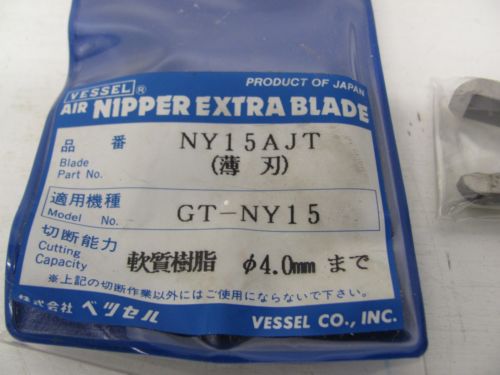 VESSEL® PRODUCT OF JAPAN
AIR NIPPER EXTRA BLADE
品番 NY15AJT
Blade Part No. (薄刃)
適用機種 GT-NY15
Model No.
切断能力
Cutting Capacity 軟質樹脂 φ4.0mm まで
※上記の切断作業以外にはご使用にならないで下さい。
株式会社 ベッセル VESSEL CO., INC.